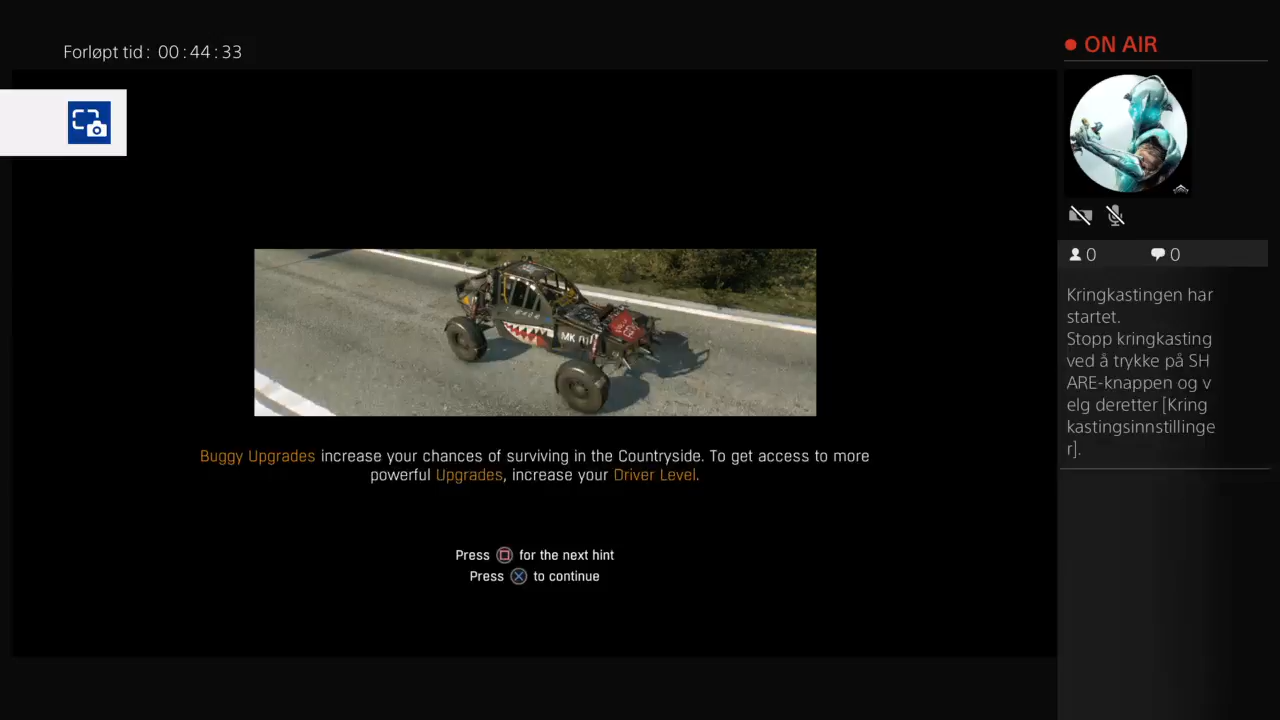 Forløpt tid: 00:44:33
ON AIR
0
0
Kringkastingen har
startet.
Stopp kringkasting
ved å trykke på SH
ARE-knappen og v
elg deretter [Kring
kastingsinnstillinge
r].
MK III
Buggy Upgrades increase your chances of surviving in the Countryside. To get access to more
powerful Upgrades, increase your Driver Level.
Press for the next hint
Press to continue